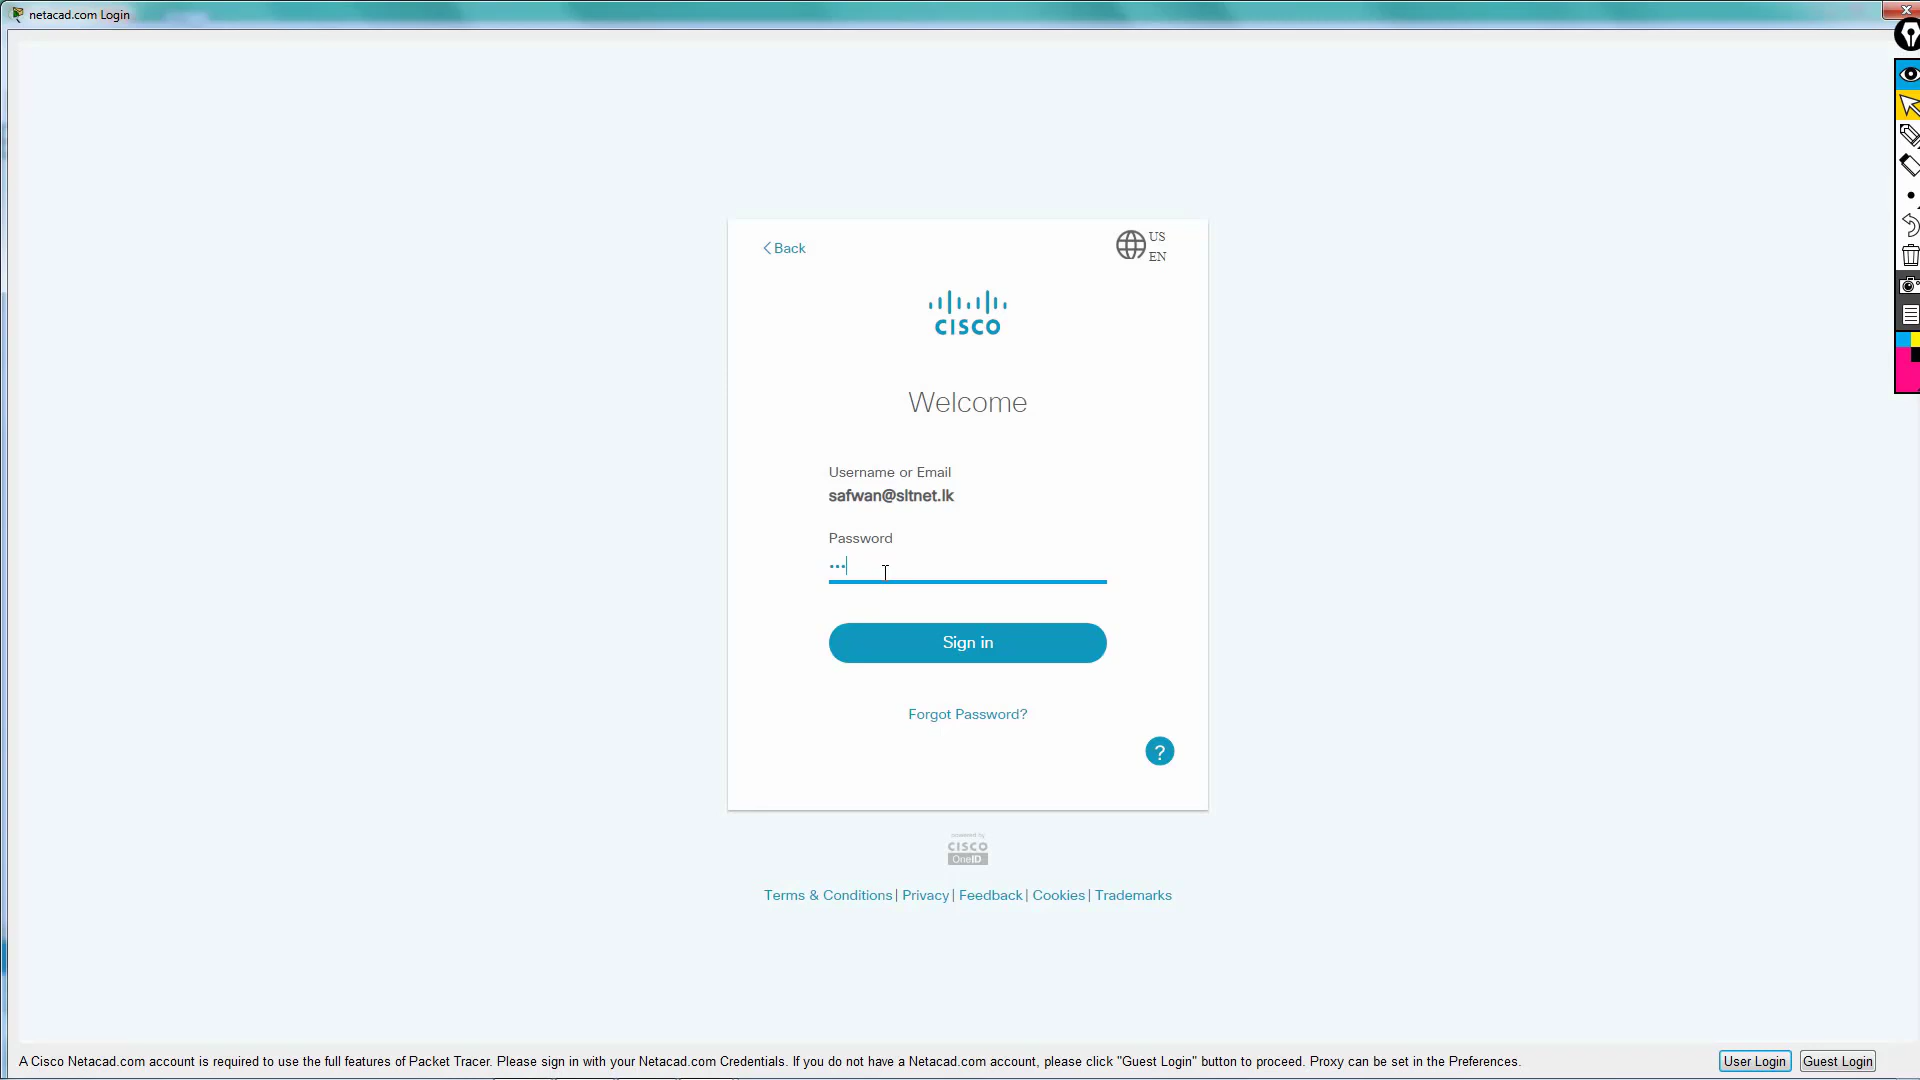 netacad.com Login
Back
US
EN
CISCO
Welcome
Username or Email
safwan@sltnet.lk
Password
Sign in
Forgot Password?
?
powered by
CISCO
OneID
Terms & Conditions| Privacy| Feedback| Cookies| Trademarks
A Cisco Netacad.com account is required to use the full features of Packet Tracer. Please sign in with your Netacad.com Credentials. If you do not have a Netacad.com account, please click "Guest Login" button to proceed. Proxy can be set in the Preferences.
User Login
Guest Login